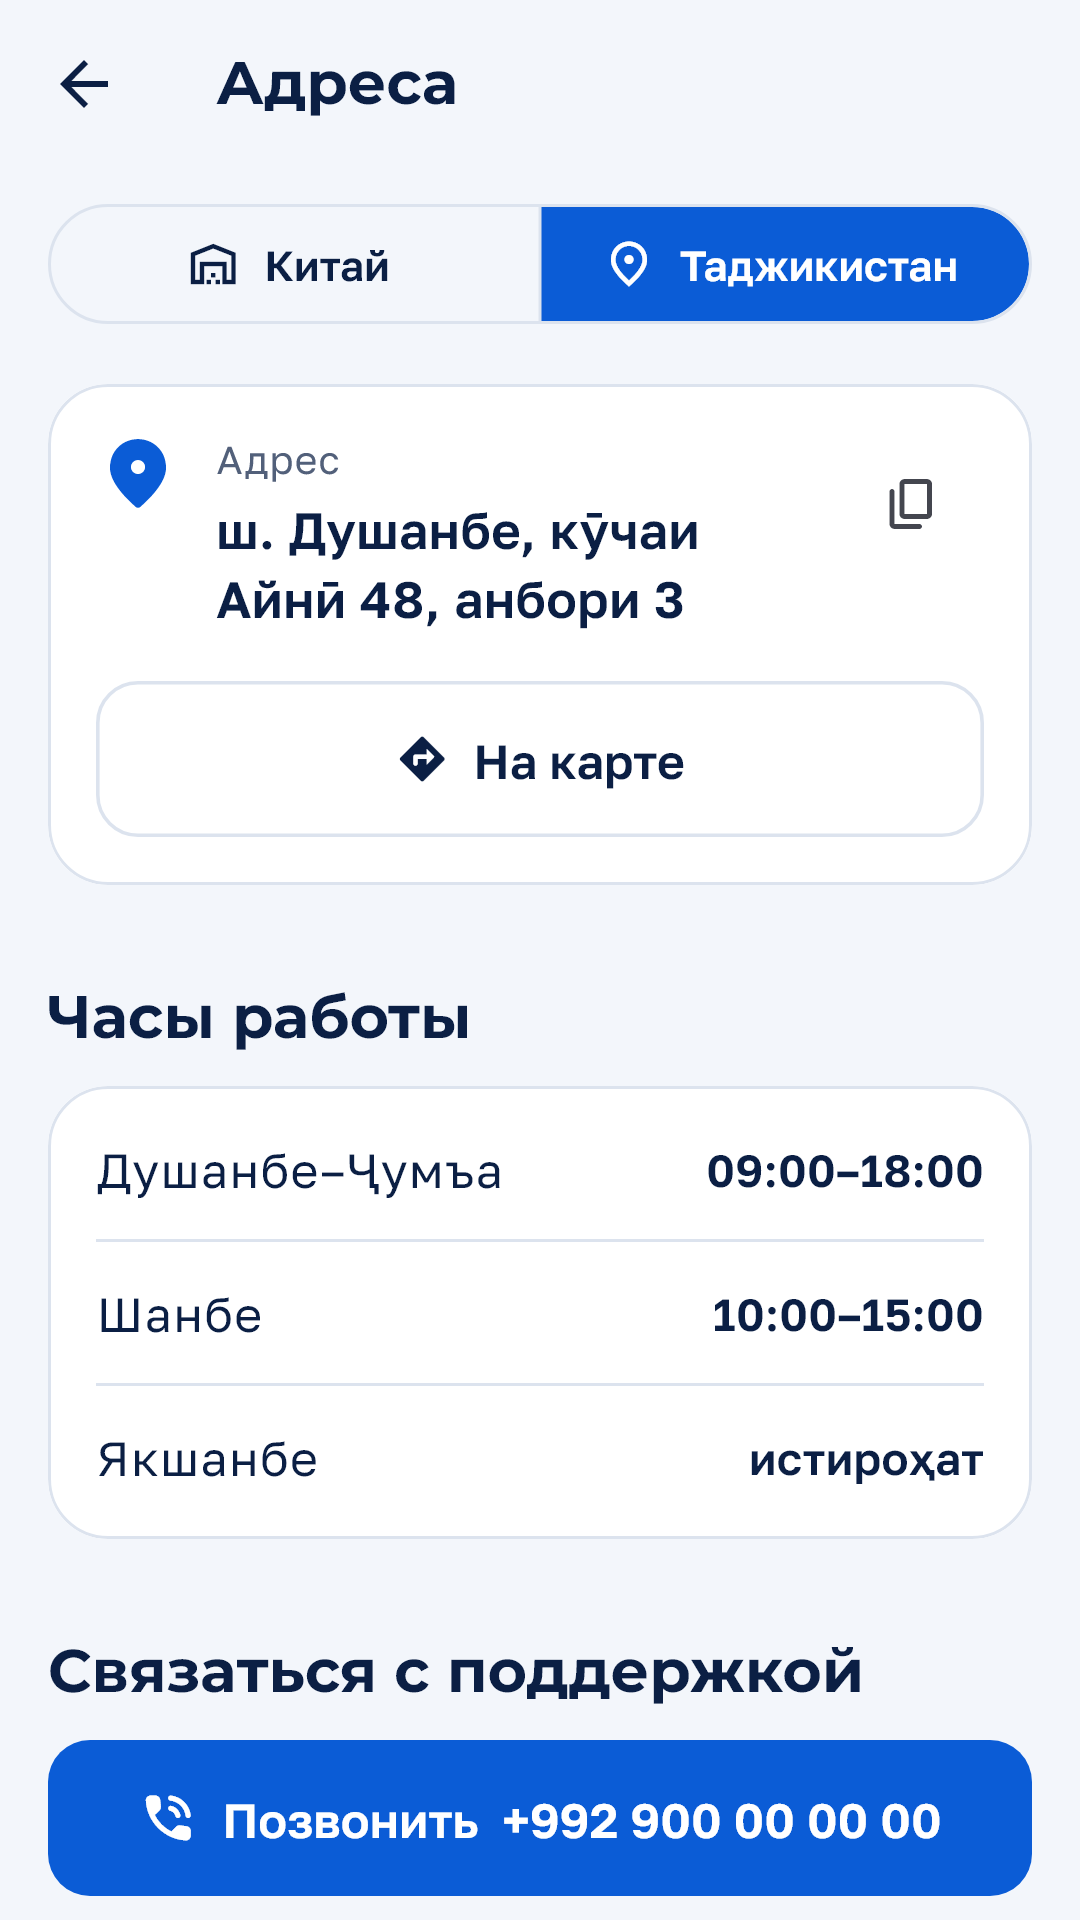 Адреса
Китай
Таджикистан
Адрес
ш. Душанбе, кӯчаи
Айнӣ 48, анбори 3
На карте
Часы работы
Душанбе–Ҷумъа
09:00–18:00
Шанбе
10:00–15:00
Якшанбе
истироҳат
Связаться с поддержкой
Позвонить +992 900 00 00 00